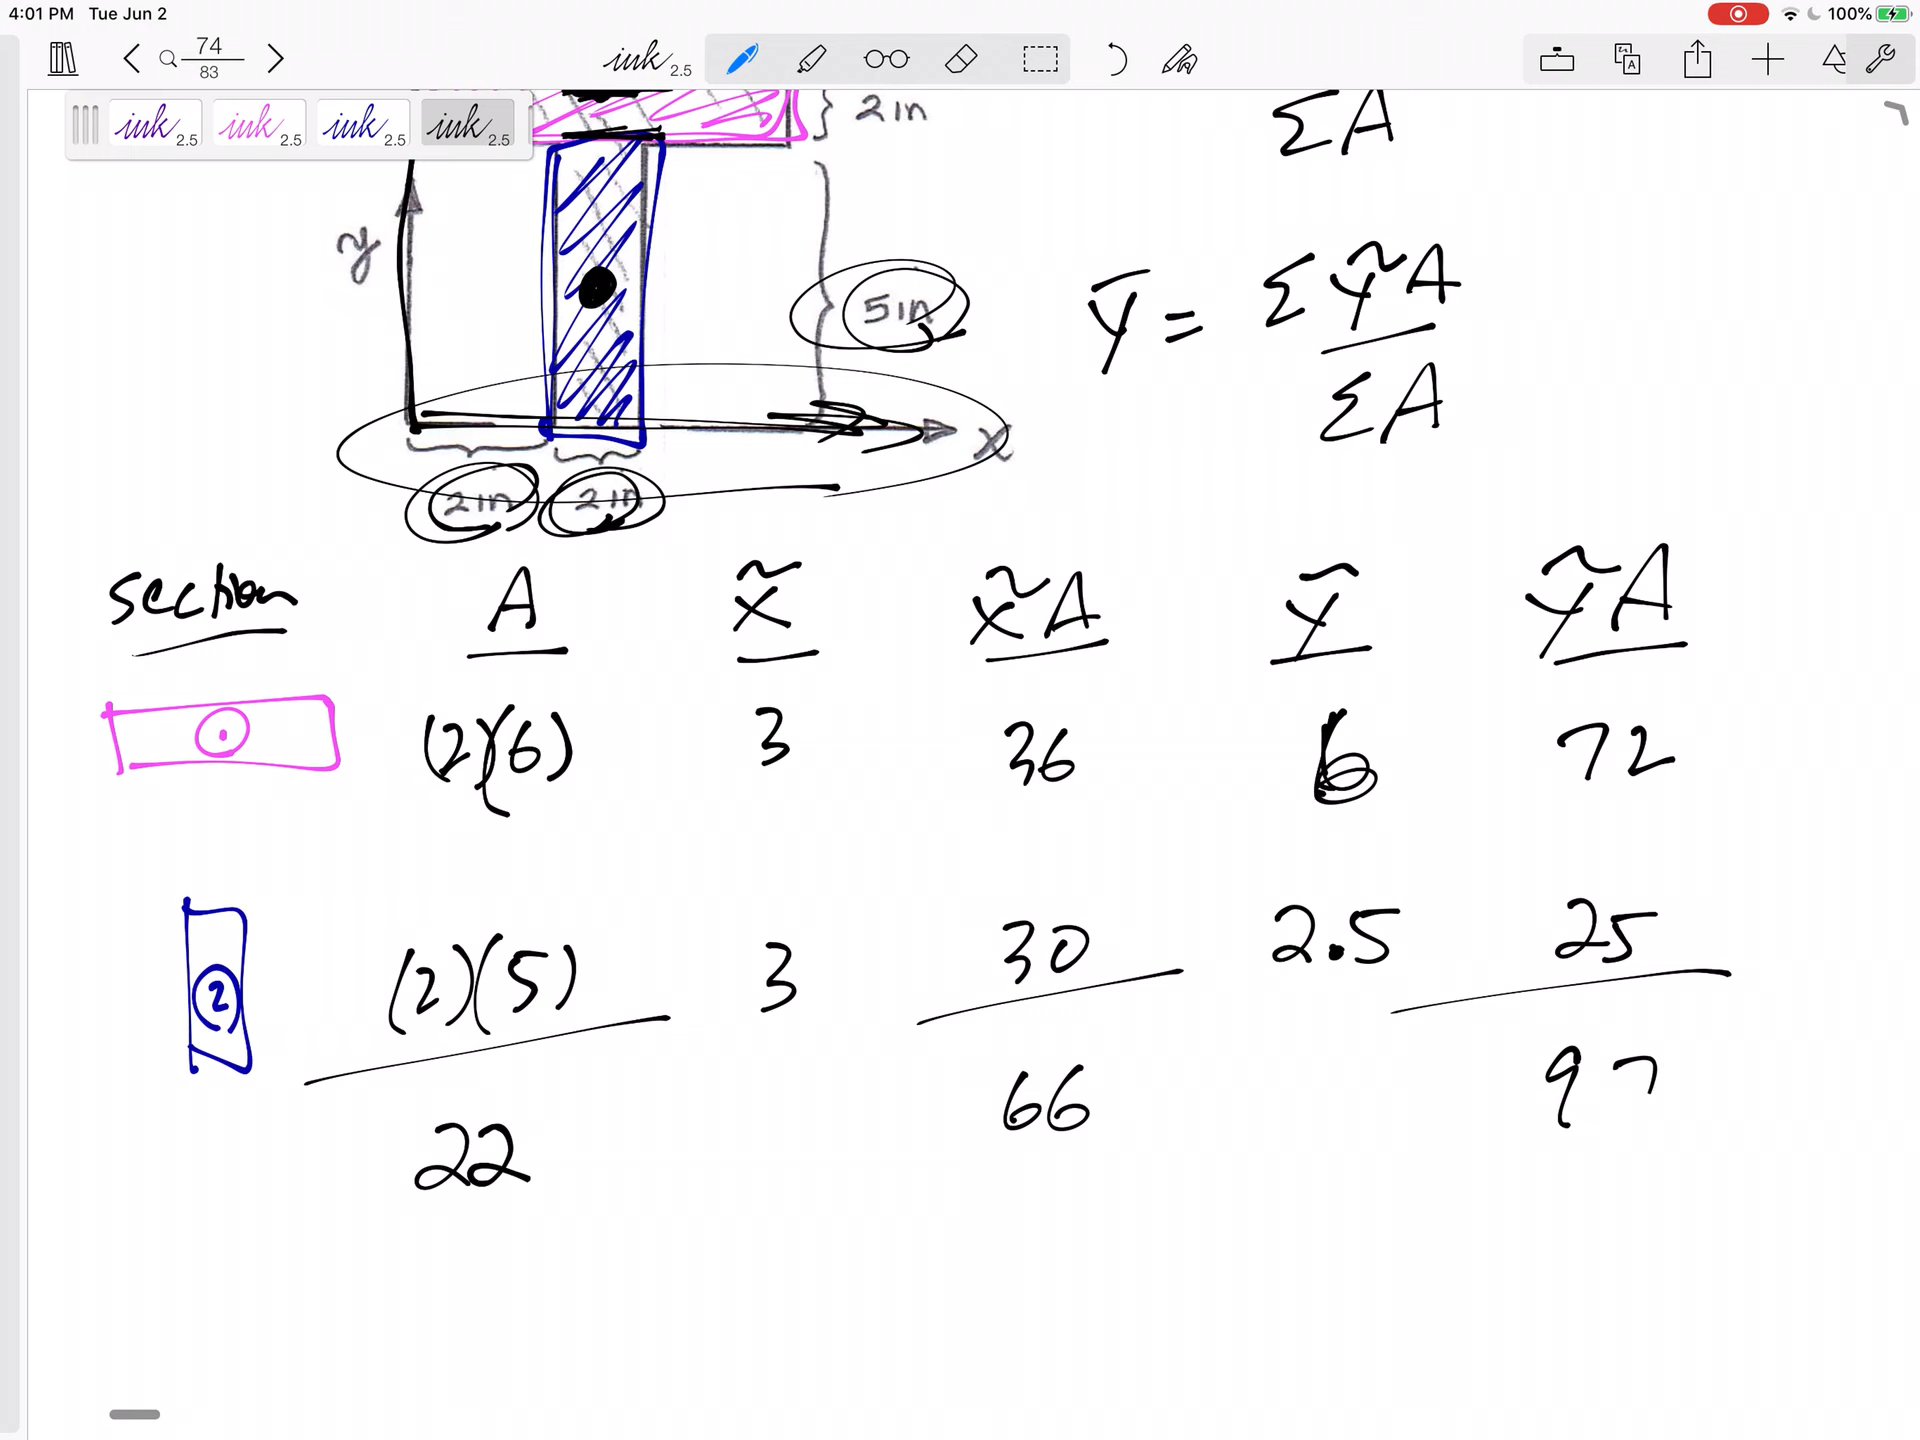 4:01 PM Tue Jun 2 100%
74
83
ink 2.5
A
ink 2.5 ink 2.5 ink 2.5 ink 2.5
2in
ΣA
y
5in
ȳ = ΣỹA
ΣA
x
2in 2in
section A x̃ x̃A ỹ ỹA
(2)(6) 3 36 6 72
2 (2)(5) 3 30 2.5 25
22 66 97